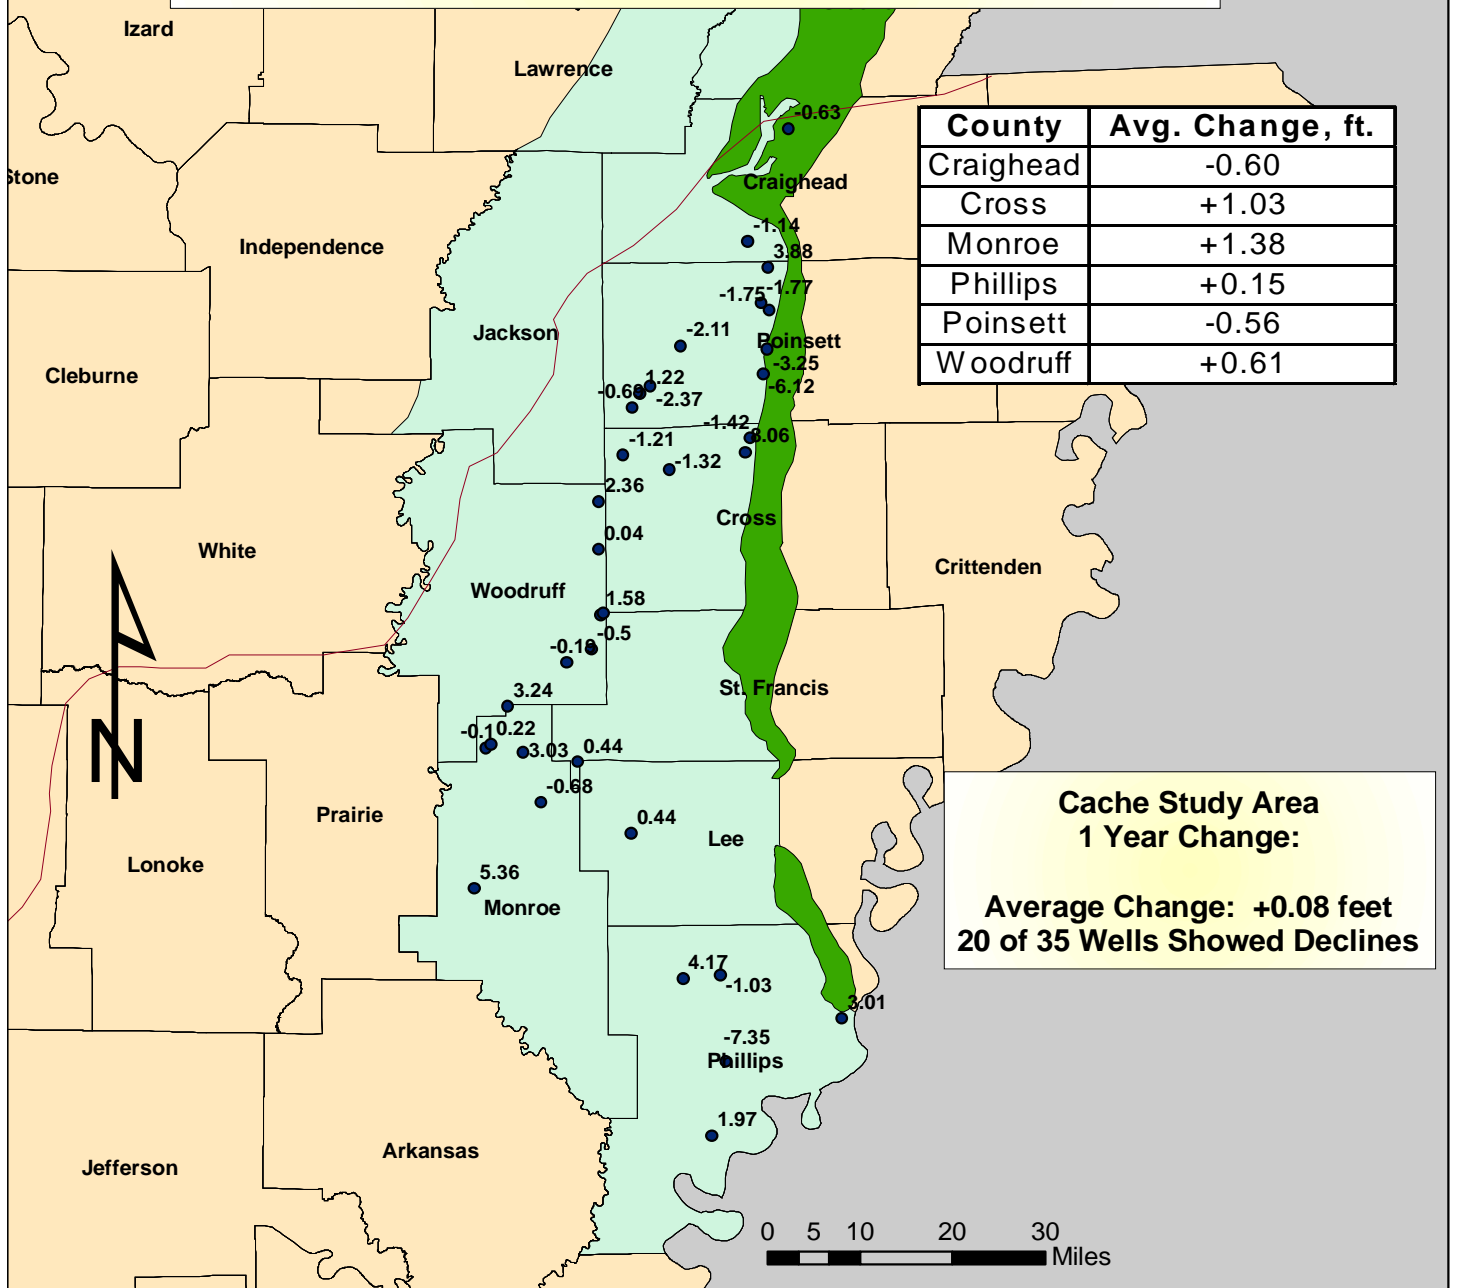 Izard
Lawrence
-0.63
Stone
Craighead
Independence
-1.14
3.88
-1.77
-1.75
Jackson
-2.11
Poinsett
-3.25
Cleburne
1.22
-6.12
-2.37
-1.42
-1.21
-1.32
2.36
Cross
0.04
White
Crittenden
Woodruff
1.58
-0.5
St. Francis
3.24
-0.1
0.22
3.03
0.44
-0.68
Prairie
0.44
Lee
Lonoke
5.36
Monroe
4.17
-1.03
3.01
-7.35
Phillips
1.97
Arkansas
Jefferson
N
County Avg. Change, ft.
Craighead -0.60
Cross +1.03
Monroe +1.38
Phillips +0.15
Poinsett -0.56
Woodruff +0.61
Cache Study Area
1 Year Change:
Average Change: +0.08 feet
20 of 35 Wells Showed Declines
0 5 10 20 30
Miles